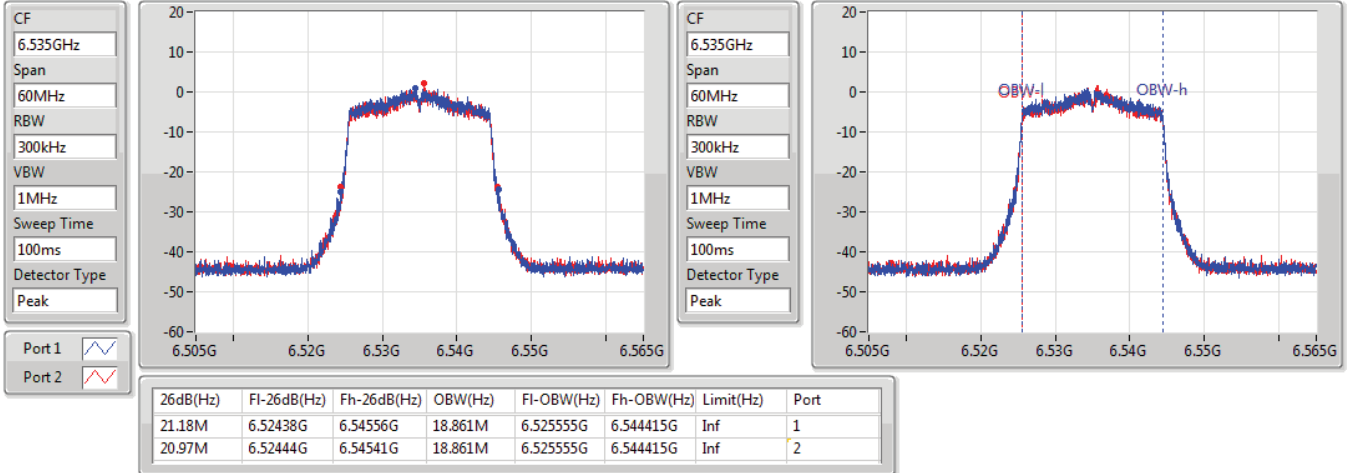 CF
6.535GHz
Span
60MHz
RBW
300kHz
VBW
1MHz
Sweep Time
100ms
Detector Type
Peak
Port 1
Port 2
20
10
0
-10
-20
-30
-40
-50
-60
6.505G 6.52G 6.53G 6.54G 6.55G 6.565G
CF
6.535GHz
Span
60MHz
RBW
300kHz
VBW
1MHz
Sweep Time
100ms
Detector Type
Peak
20
10
0
-10
-20
-30
-40
-50
-60
OBW-l OBW-h
6.505G 6.52G 6.53G 6.54G 6.55G 6.565G
26dB(Hz) Fl-26dB(Hz) Fh-26dB(Hz) OBW(Hz) Fl-OBW(Hz) Fh-OBW(Hz) Limit(Hz) Port
21.18M 6.52438G 6.54556G 18.861M 6.525555G 6.544415G Inf 1
20.97M 6.52444G 6.54541G 18.861M 6.525555G 6.544415G Inf 2